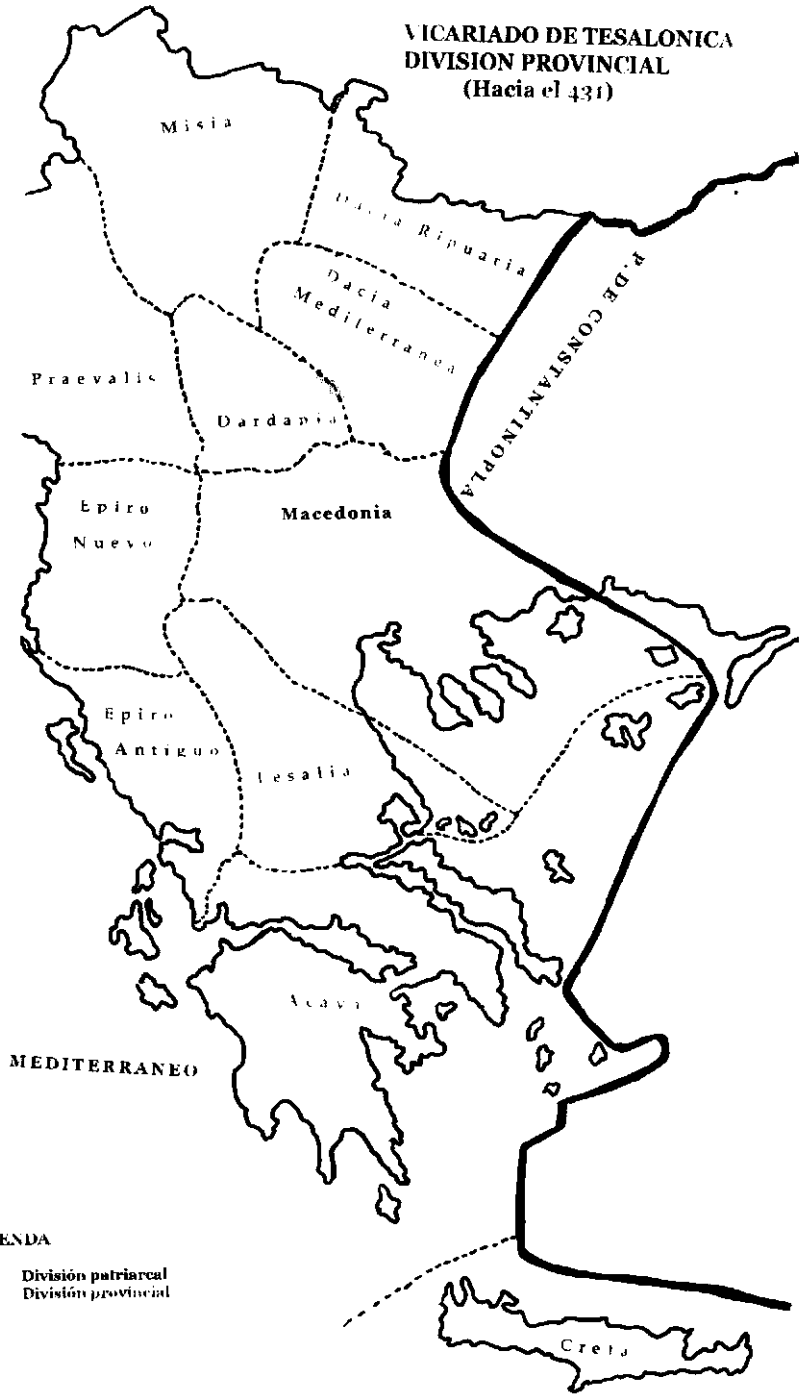 VICARIADO DE TESALONICA
DIVISION PROVINCIAL
(Hacia el 431)
Misia
Dacia Ripuaria
Dacia
Mediterranea
P. DE CONSTANTINOPLA
Praevalis
Dardania
Epiro
Nuevo
Macedonia
Epiro
Antiguo
Tesalia
Acaya
MEDITERRANEO
ENDA
División patriarcal
División provincial
Creta